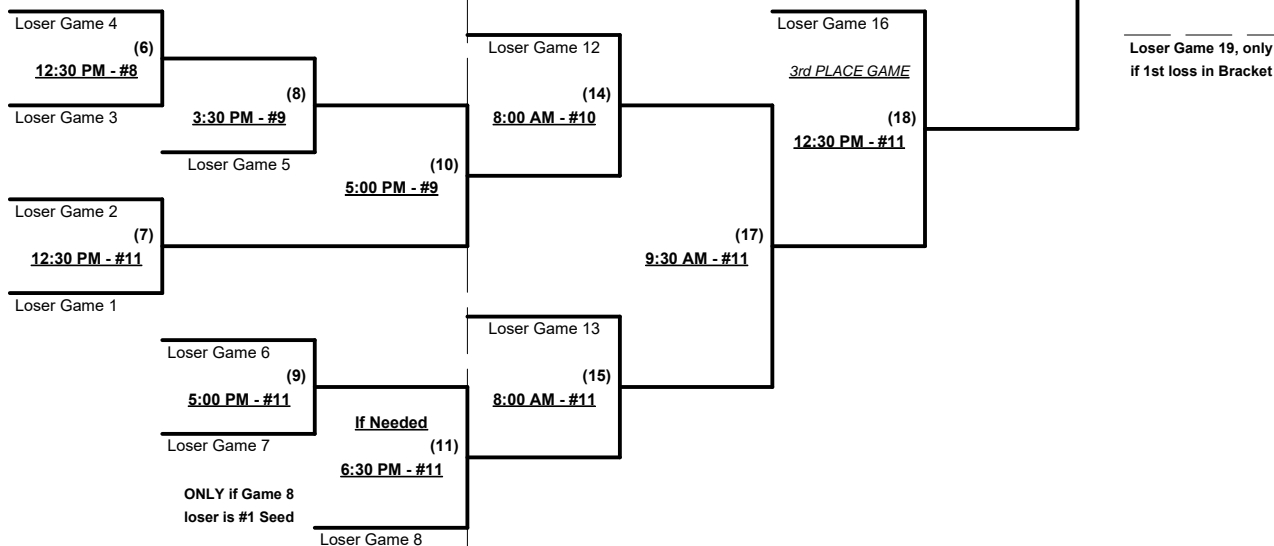 Loser Game 4
(6)
12:30 PM - #8
Loser Game 3
(8)
3:30 PM - #9
Loser Game 5
Loser Game 2
(7)
12:30 PM - #11
Loser Game 1
(10)
5:00 PM - #9
Loser Game 6
(9)
5:00 PM - #11
Loser Game 7
If Needed
(11)
6:30 PM - #11
ONLY if Game 8
loser is #1 Seed
Loser Game 8
Loser Game 12
(14)
8:00 AM - #10
Loser Game 13
(15)
8:00 AM - #11
(17)
9:30 AM - #11
Loser Game 16
3rd PLACE GAME
(18)
12:30 PM - #11
Loser Game 19, only
if 1st loss in Bracket